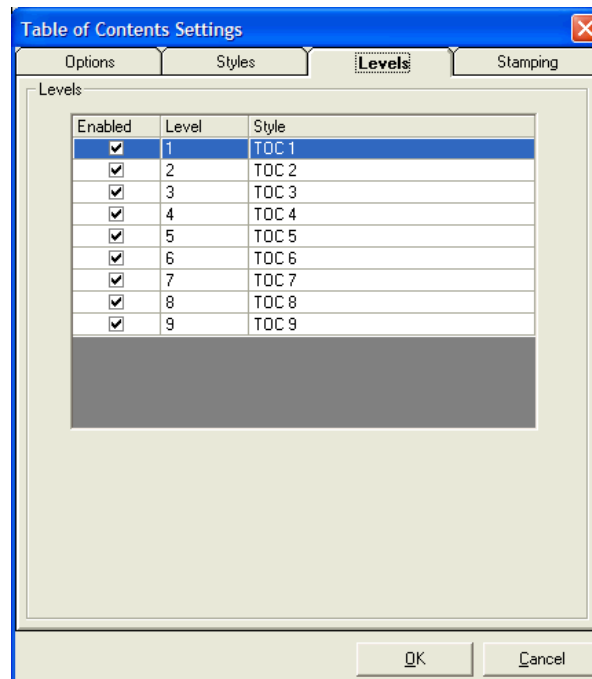 Table of Contents Settings
Options Styles Levels Stamping
Levels
Enabled Level Style
1 TOC 1
2 TOC 2
3 TOC 3
4 TOC 4
5 TOC 5
6 TOC 6
7 TOC 7
8 TOC 8
9 TOC 9
OK Cancel